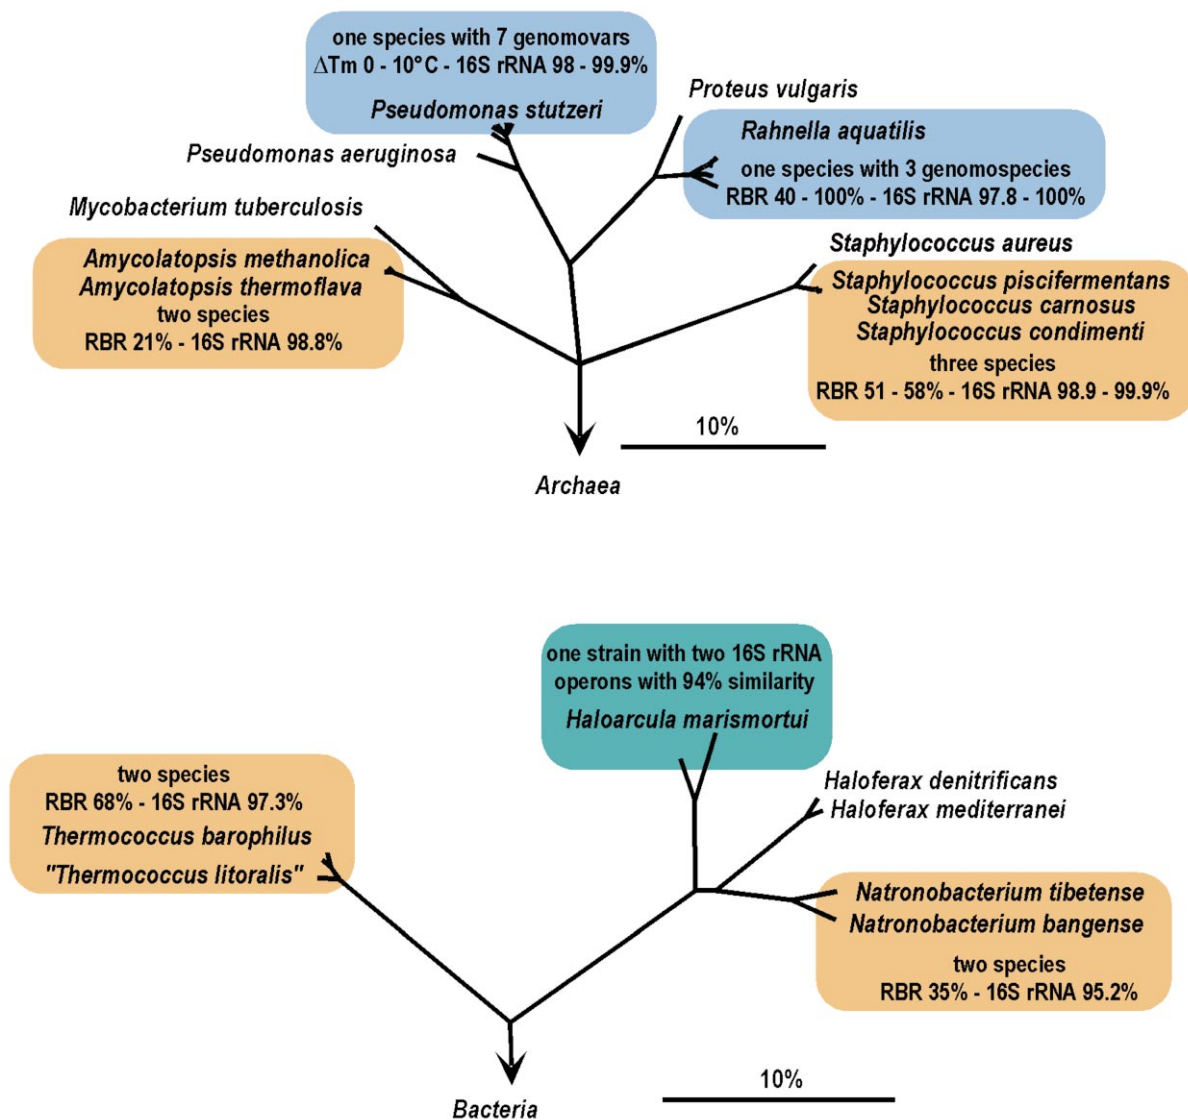 one species with 7 genomovars
ΔTm 0 - 10°C - 16S rRNA 98 - 99.9%
Pseudomonas stutzeri
Proteus vulgaris
Rahnella aquatilis
one species with 3 genomospecies
RBR 40 - 100% - 16S rRNA 97.8 - 100%
Pseudomonas aeruginosa
Mycobacterium tuberculosis
Amycolatopsis methanolica
Amycolatopsis thermoflava
two species
RBR 21% - 16S rRNA 98.8%
Staphylococcus aureus
Staphylococcus piscifermentans
Staphylococcus carnosus
Staphylococcus condimenti
three species
RBR 51 - 58% - 16S rRNA 98.9 - 99.9%
10%
Archaea
one strain with two 16S rRNA
operons with 94% similarity
Haloarcula marismortui
two species
RBR 68% - 16S rRNA 97.3%
Thermococcus barophilus
"Thermococcus litoralis"
Haloferax denitrificans
Haloferax mediterranei
Natronobacterium tibetense
Natronobacterium bangense
two species
RBR 35% - 16S rRNA 95.2%
10%
Bacteria